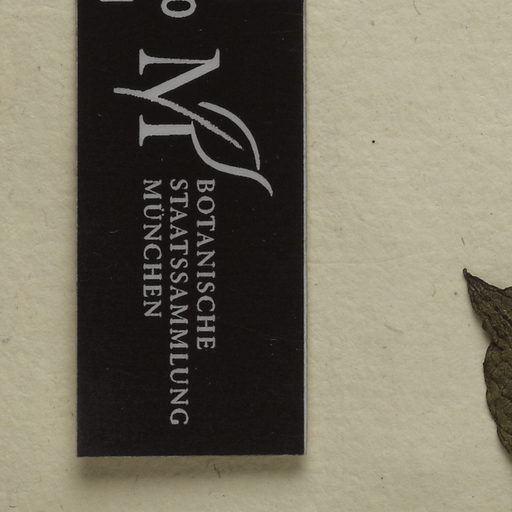 M
BOTANISCHE
STAATSSAMMLUNG
MÜNCHEN